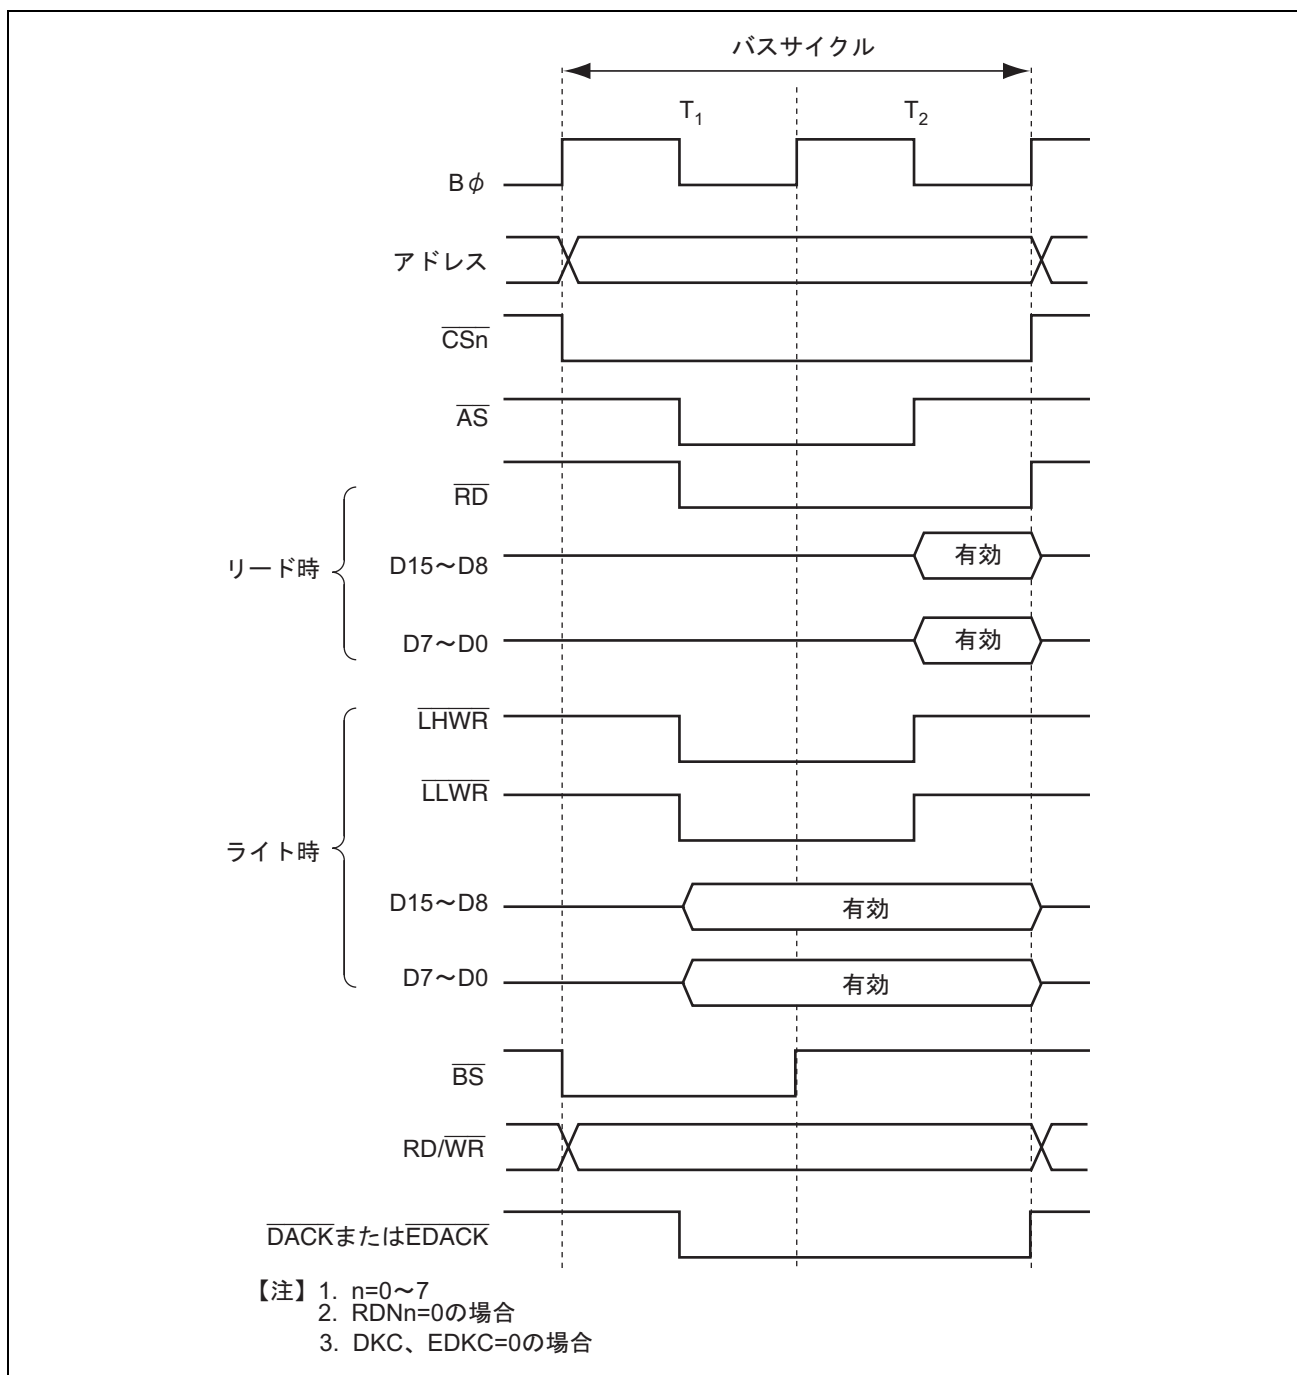 バスサイクル
T1
T2
Bφ
アドレス
CSn
AS
RD
リード時
D15～D8
有効
D7～D0
有効
LHWR
LLWR
ライト時
D15～D8
有効
D7～D0
有効
BS
RD/WR
DACKまたはEDACK
【注】1. n=0～7
2. RDNn=0の場合
3. DKC、EDKC=0の場合